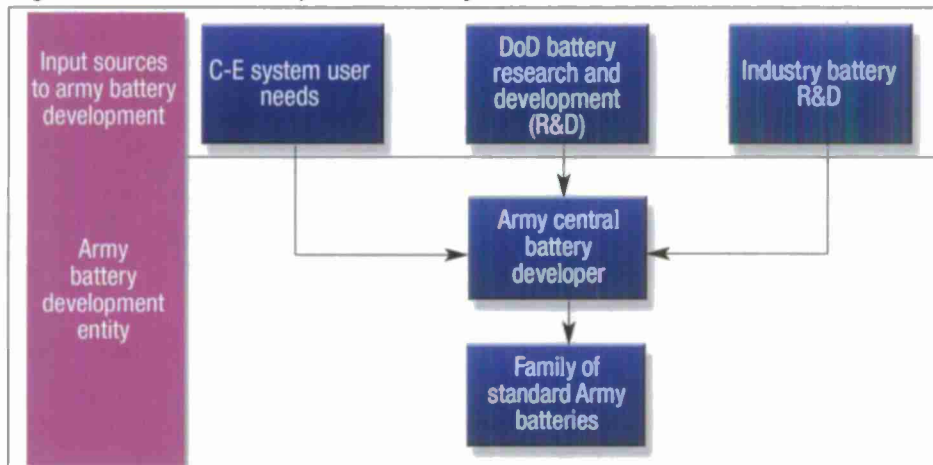 Input sources
to army battery
development
C-E system user
needs
DoD battery
research and
development
(R&D)
Industry battery
R&D
Army
battery
development
entity
Army central
battery
developer
Family of
standard Army
batteries